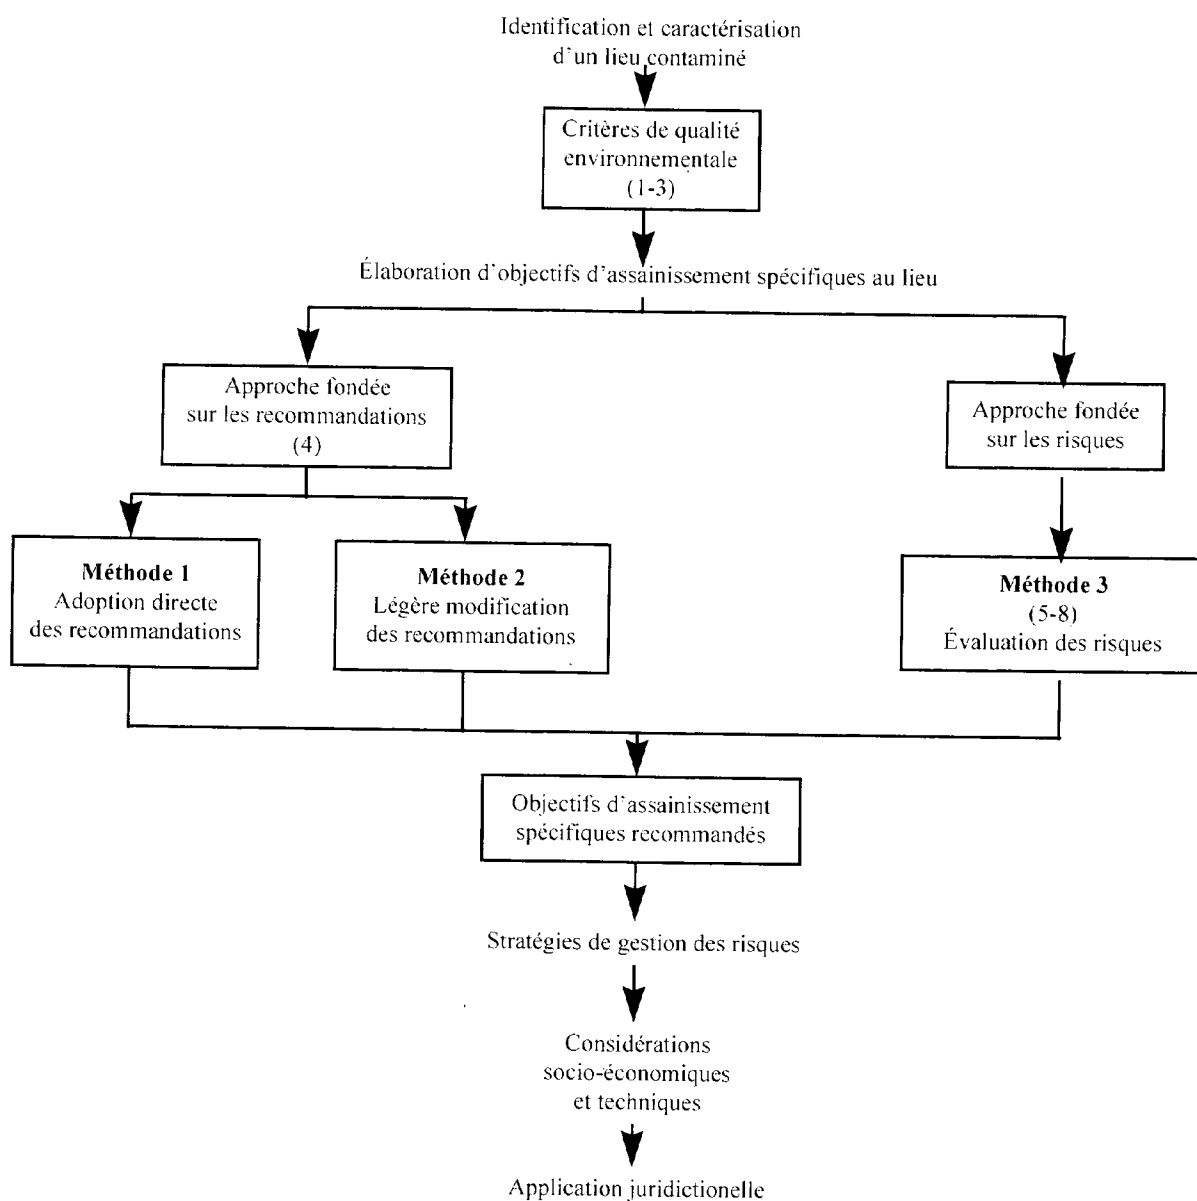 Identification et caractérisation
d'un lieu contaminé
Critères de qualité
environnementale
(1-3)
Élaboration d'objectifs d'assainissement spécifiques au lieu
Approche fondée
sur les recommandations
(4)
Approche fondée
sur les risques
Méthode 1
Adoption directe
des recommandations
Méthode 2
Légère modification
des recommandations
Méthode 3
(5-8)
Évaluation des risques
Objectifs d'assainissement
spécifiques recommandés
Stratégies de gestion des risques
Considérations
socio-économiques
et techniques
Application juridictionelle